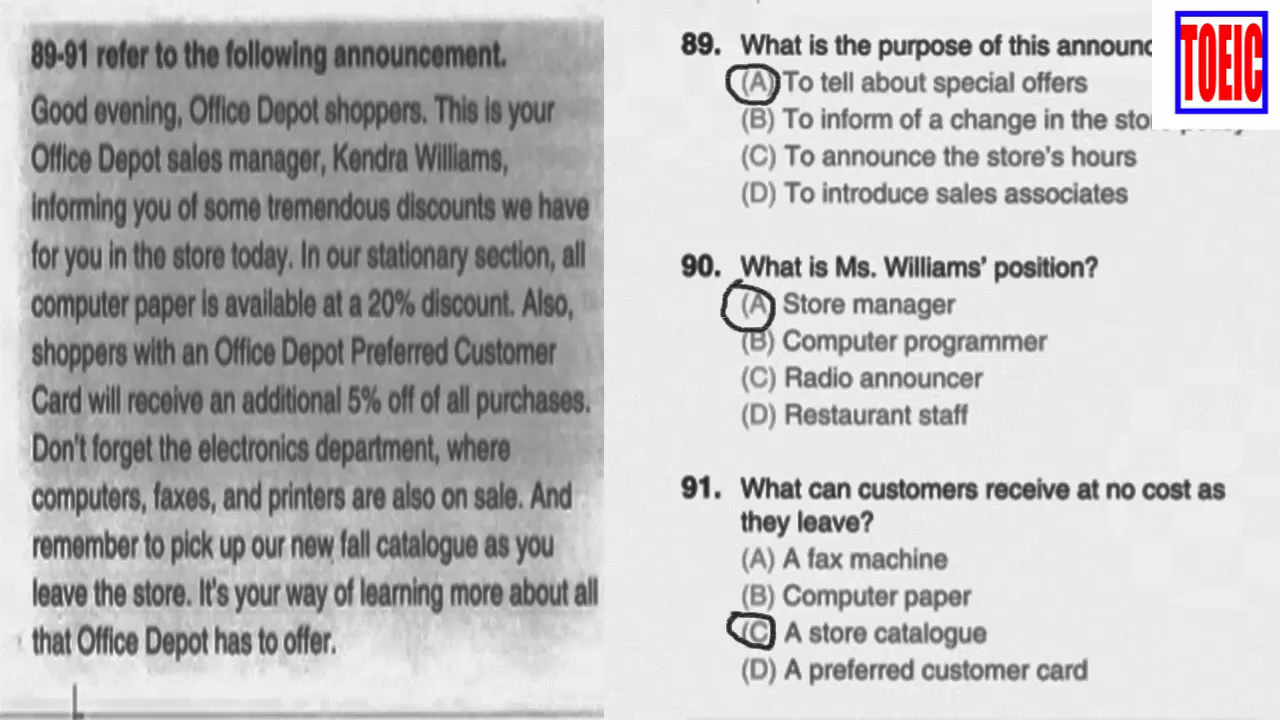 89-91 refer to the following announcement.
Good evening, Office Depot shoppers. This is your
Office Depot sales manager, Kendra Williams,
informing you of some tremendous discounts we have
for you in the store today. In our stationary section, all
computer paper is available at a 20% discount. Also,
shoppers with an Office Depot Preferred Customer
Card will receive an additional 5% off of all purchases.
Don't forget the electronics department, where
computers, faxes, and printers are also on sale. And
remember to pick up our new fall catalogue as you
leave the store. It's your way of learning more about all
that Office Depot has to offer.
89. What is the purpose of this
(A) To tell about special offers
(B) To inform of a change in the
(C) To announce the store's hours
(D) To introduce sales associates
90. What is Ms. Williams' position?
(A) Store manager
(B) Computer programmer
(C) Radio announcer
(D) Restaurant staff
91. What can customers receive at no cost as
they leave?
(A) A fax machine
(B) Computer paper
(C) A store catalogue
(D) A preferred customer card
TOEIC